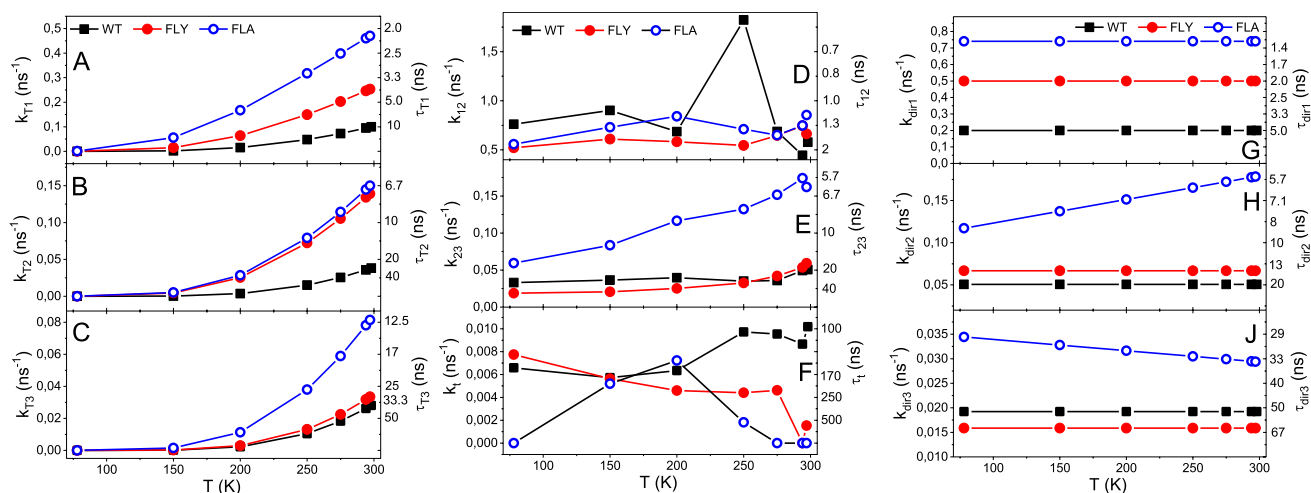 WT FLY FLA
0,5
0,4
0,3
0,2
0,1
0,0
k_T1 (ns⁻¹)
A
2.0
2.5
3.3
5.0
10
τ_T1 (ns)
0,15
0,10
0,05
0,00
k_T2 (ns⁻¹)
B
6.7
10
20
40
τ_T2 (ns)
0,08
0,06
0,04
0,02
0,00
k_T3 (ns⁻¹)
C
12.5
17
25
33.3
50
τ_T3 (ns)
100 150 200 250 300
T (K)
WT FLY FLA
1,5
1,0
0,5
k_12 (ns⁻¹)
D
0.7
0.8
1.0
1.3
2
τ_12 (ns)
0,15
0,10
0,05
0,00
k_23 (ns⁻¹)
E
5.7
6.7
10
20
40
τ_23 (ns)
0,010
0,008
0,006
0,004
0,002
0,000
k_t (ns⁻¹)
F
100
170
250
500
τ_t (ns)
100 150 200 250 300
T (K)
WT FLY FLA
0,8
0,7
0,6
0,5
0,4
0,3
0,2
0,1
0,0
k_dir1 (ns⁻¹)
G
1.4
1.7
2.0
2.5
3.3
5.0
τ_dir1 (ns)
0,15
0,10
0,05
k_dir2 (ns⁻¹)
H
5.7
7.1
8
10
13
20
τ_dir2 (ns)
0,035
0,030
0,025
0,020
0,015
0,010
k_dir3 (ns⁻¹)
J
29
33
40
50
67
τ_dir3 (ns)
100 150 200 250 300
T (K)